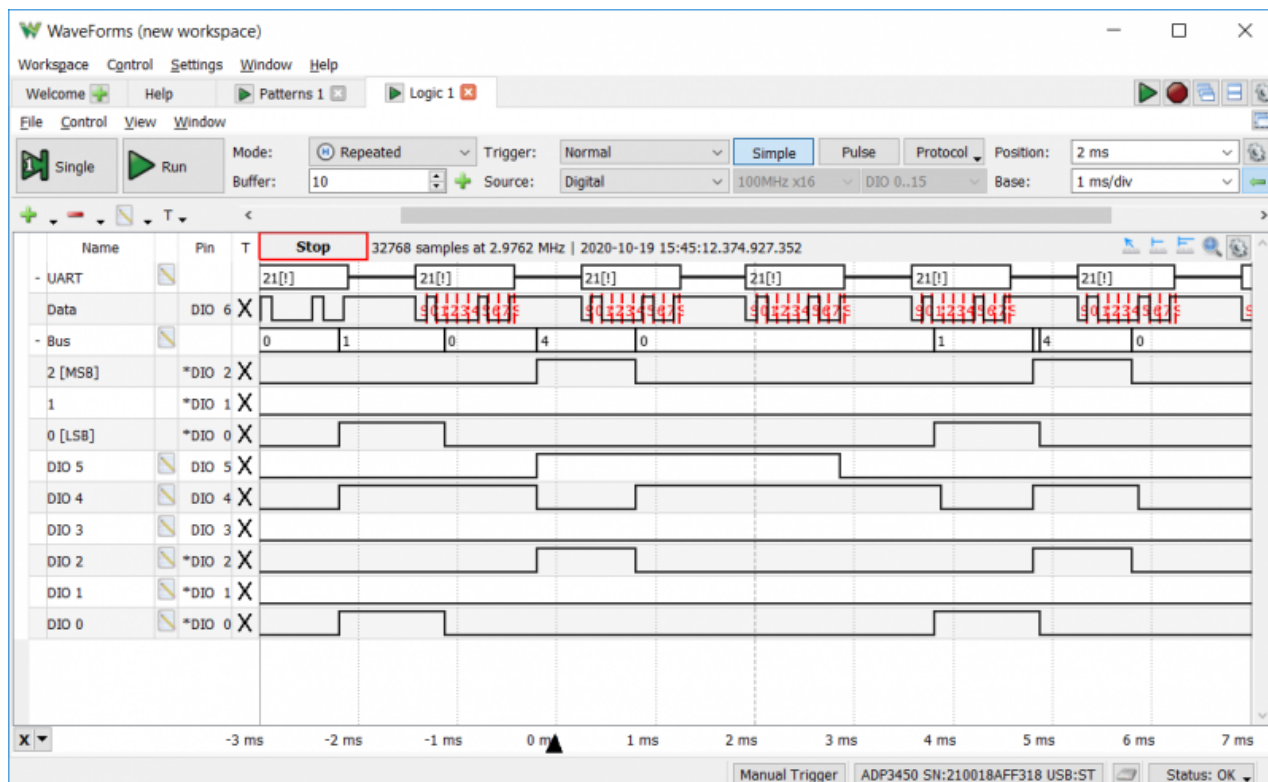 WaveForms (new workspace)
Workspace Control Settings Window Help
Welcome Help Patterns 1 Logic 1
File Control View Window
Single Run Mode: Repeated Trigger: Normal Simple Pulse Protocol Position: 2 ms
Buffer: 10 Source: Digital 100MHz x16 DIO 0..15 Base: 1 ms/div
T
Name Pin T Stop 32768 samples at 2.9762 MHz | 2020-10-19 15:45:12.374.927.352
- UART 21[!] 21[!] 21[!] 21[!] 21[!] 21[!]
Data DIO 6 X
- Bus 0 1 0 4 0 1 4 0
2 [MSB] *DIO 2 X
1 *DIO 1 X
0 [LSB] *DIO 0 X
DIO 5 DIO 5 X
DIO 4 DIO 4 X
DIO 3 DIO 3 X
DIO 2 *DIO 2 X
DIO 1 *DIO 1 X
DIO 0 *DIO 0 X
X -3 ms -2 ms -1 ms 0 m 1 ms 2 ms 3 ms 4 ms 5 ms 6 ms 7 ms
Manual Trigger ADP3450 SN:210018AFF318 USB:ST Status: OK